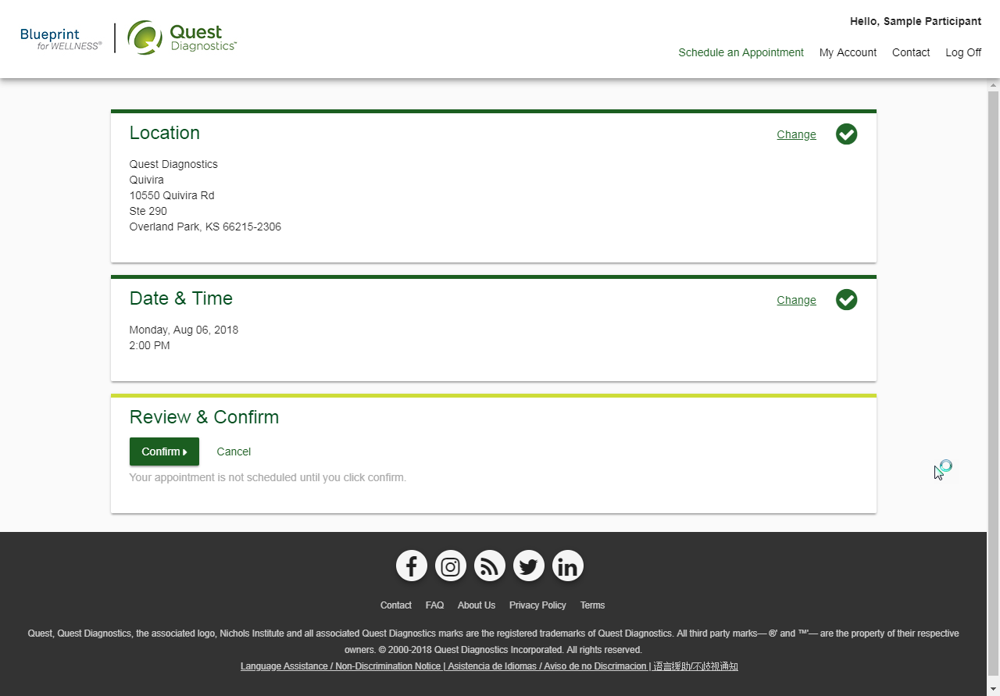 Blueprint
for WELLNESS®
Quest
Diagnostics™
Hello, Sample Participant
Schedule an Appointment My Account Contact Log Off
Location
Change
Quest Diagnostics
Quivira
10550 Quivira Rd
Ste 290
Overland Park, KS 66215-2306
Date & Time
Change
Monday, Aug 06, 2018
2:00 PM
Review & Confirm
Confirm Cancel
Your appointment is not scheduled until you click confirm.
Contact FAQ About Us Privacy Policy Terms
Quest, Quest Diagnostics, the associated logo, Nichols Institute and all associated Quest Diagnostics marks are the registered trademarks of Quest Diagnostics. All third party marks— ®' and ™'— are the property of their respective
owners. © 2000-2018 Quest Diagnostics Incorporated. All rights reserved.
Language Assistance / Non-Discrimination Notice | Asistencia de Idiomas / Aviso de no Discrimacion | 语言援助/不歧视通知